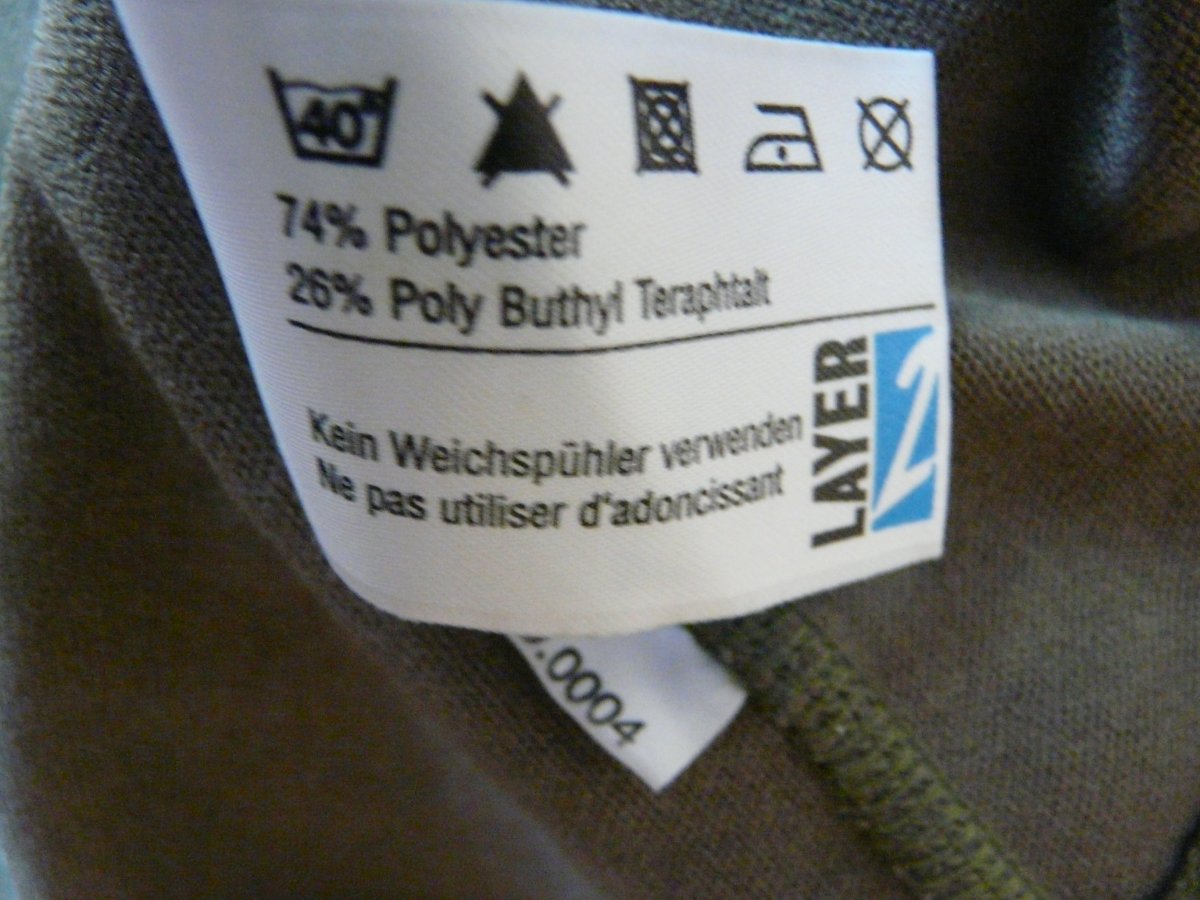 40°
74% Polyester
26% Poly Buthyl Teraphtalt
Kein Weichspühler verwenden
Ne pas utiliser d'adoncissant
LAYER 2
.0004